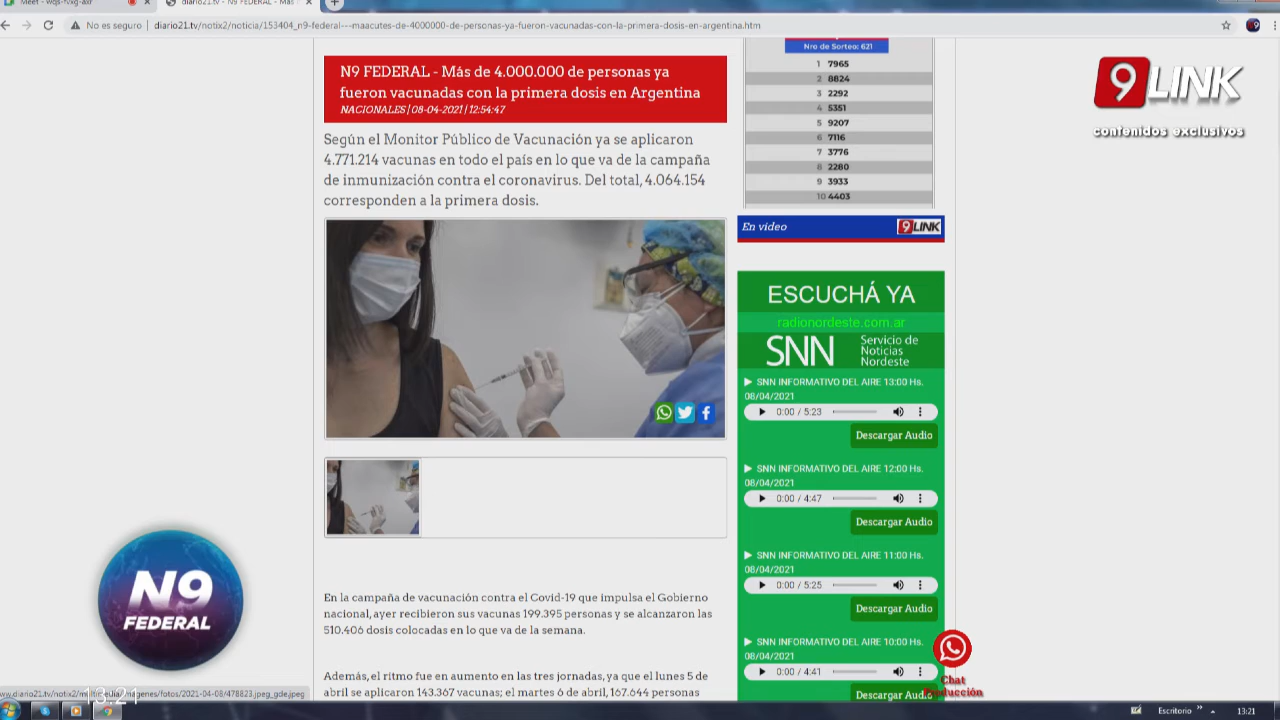 Meet - wqs-rvxg-axf
diario21.tv - N9 FEDERAL - Más
No es seguro
diario21.tv/notix2/noticia/153404_n9-federal---maacutes-de-4000000-de-personas-ya-fueron-vacunadas-con-la-primera-dosis-en-argentina.htm
N9 FEDERAL - Más de 4.000.000 de personas ya
fueron vacunadas con la primera dosis en Argentina
NACIONALES | 08-04-2021 | 12:54:47
Según el Monitor Público de Vacunación ya se aplicaron
4.771.214 vacunas en todo el país en lo que va de la campaña
de inmunización contra el coronavirus. Del total, 4.064.154
corresponden a la primera dosis.
En la campaña de vacunación contra el Covid-19 que impulsa el Gobierno
nacional, ayer recibieron sus vacunas 199.395 personas y se alcanzaron las
510.406 dosis colocadas en lo que va de la semana.
Además, el ritmo fue en aumento en las tres jornadas, ya que el lunes 5 de
abril se aplicaron 143.367 vacunas; el martes 6 de abril, 167.644 personas
Nro de Sorteo: 621
1 7965
2 8824
3 2292
4 5351
5 9207
6 7116
7 3776
8 2280
9 3933
10 4403
En video
9LINK
ESCUCHÁ YA
radionordeste.com.ar
SNN
Servicio de
Noticias
Nordeste
SNN INFORMATIVO DEL AIRE 13:00 Hs.
08/04/2021
0:00 / 5:23
Descargar Audio
SNN INFORMATIVO DEL AIRE 12:00 Hs.
08/04/2021
0:00 / 4:47
Descargar Audio
SNN INFORMATIVO DEL AIRE 11:00 Hs.
08/04/2021
0:00 / 5:25
Descargar Audio
SNN INFORMATIVO DEL AIRE 10:00 Hs.
08/04/2021
0:00 / 4:41
Descargar Audio
Chat
Producción
9LINK
contenidos exclusivos
N9
FEDERAL
13:21
Escritorio
13:21